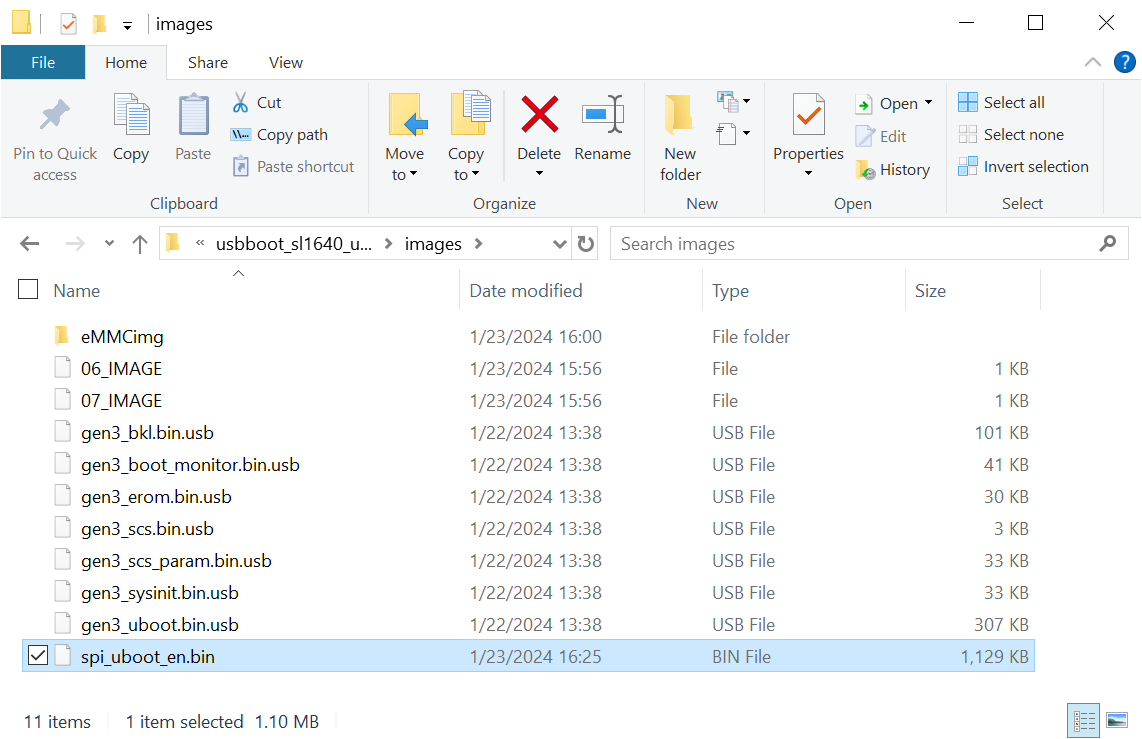 images
File Home Share View
?
Pin to Quick access
Copy
Paste
Cut
Copy path
Paste shortcut
Clipboard
Move to
Copy to
Delete
Rename
Organize
New folder
New
Properties
Open
Edit
History
Open
Select all
Select none
Invert selection
Select
« usbboot_sl1640_u... > images >
Search images
Name Date modified Type Size
eMMCimg 1/23/2024 16:00 File folder
06_IMAGE 1/23/2024 15:56 File 1 KB
07_IMAGE 1/23/2024 15:56 File 1 KB
gen3_bkl.bin.usb 1/22/2024 13:38 USB File 101 KB
gen3_boot_monitor.bin.usb 1/22/2024 13:38 USB File 41 KB
gen3_erom.bin.usb 1/22/2024 13:38 USB File 30 KB
gen3_scs.bin.usb 1/22/2024 13:38 USB File 3 KB
gen3_scs_param.bin.usb 1/22/2024 13:38 USB File 33 KB
gen3_sysinit.bin.usb 1/22/2024 13:38 USB File 33 KB
gen3_uboot.bin.usb 1/22/2024 13:38 USB File 307 KB
spi_uboot_en.bin 1/23/2024 16:25 BIN File 1,129 KB
11 items 1 item selected 1.10 MB